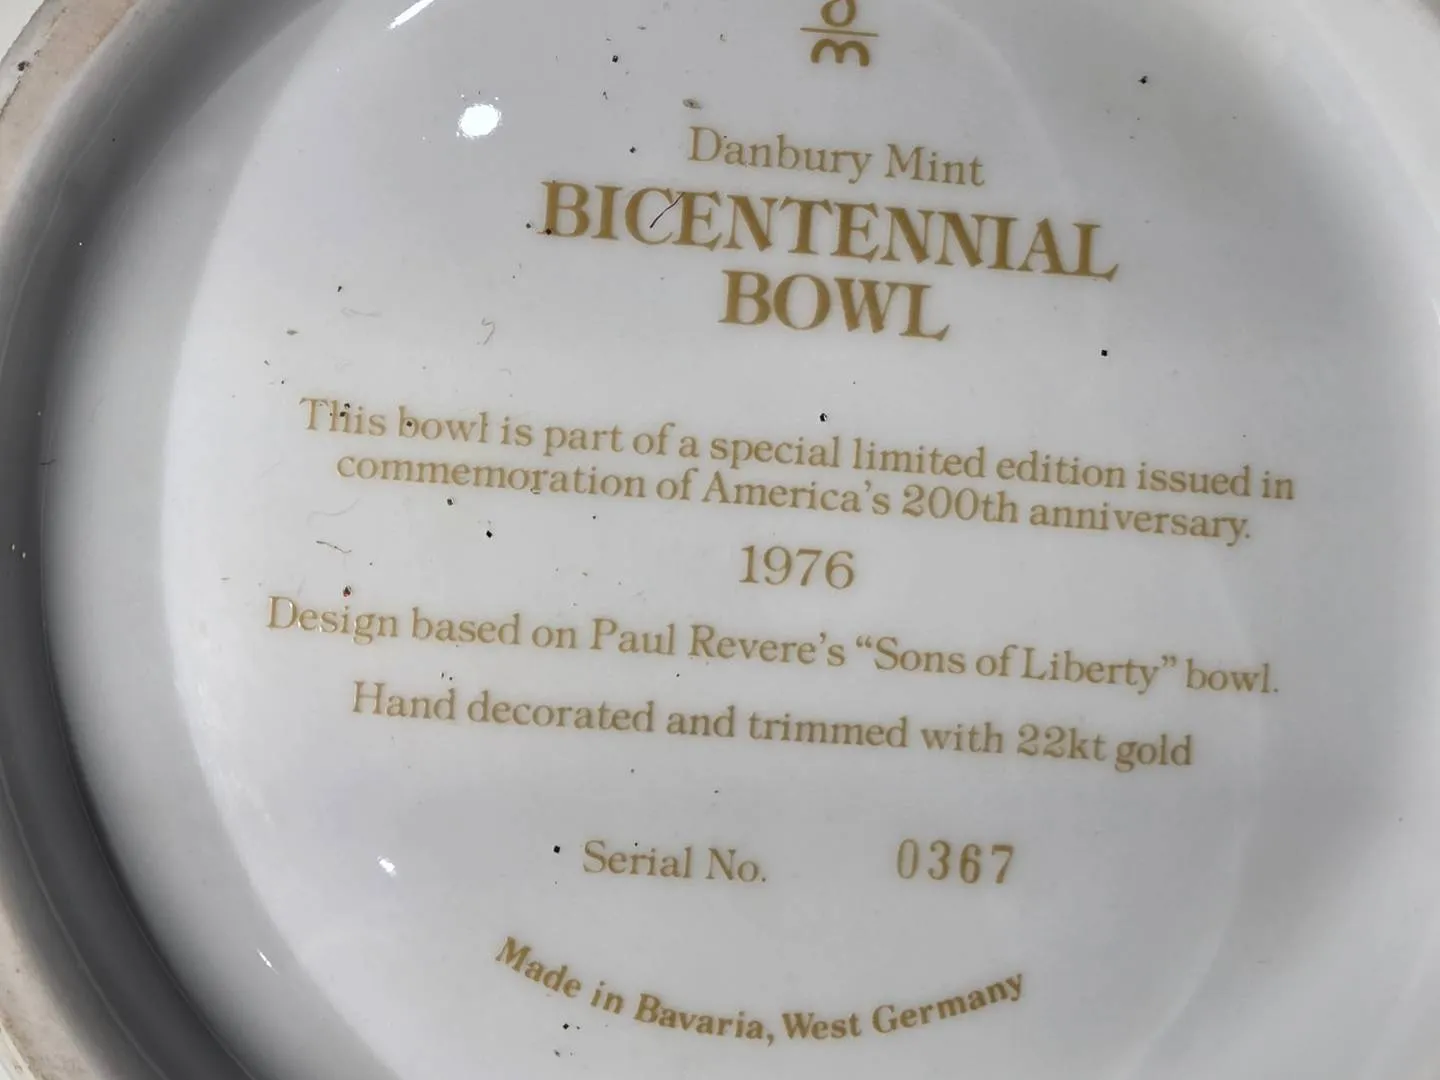 Danbury Mint
BICENTENNIAL
BOWL
This bowl is part of a special limited edition issued in
commemoration of America's 200th anniversary.
1976
Design based on Paul Revere's “Sons of Liberty” bowl.
Hand decorated and trimmed with 22kt gold
Serial No. 0367
Made in Bavaria, West Germany